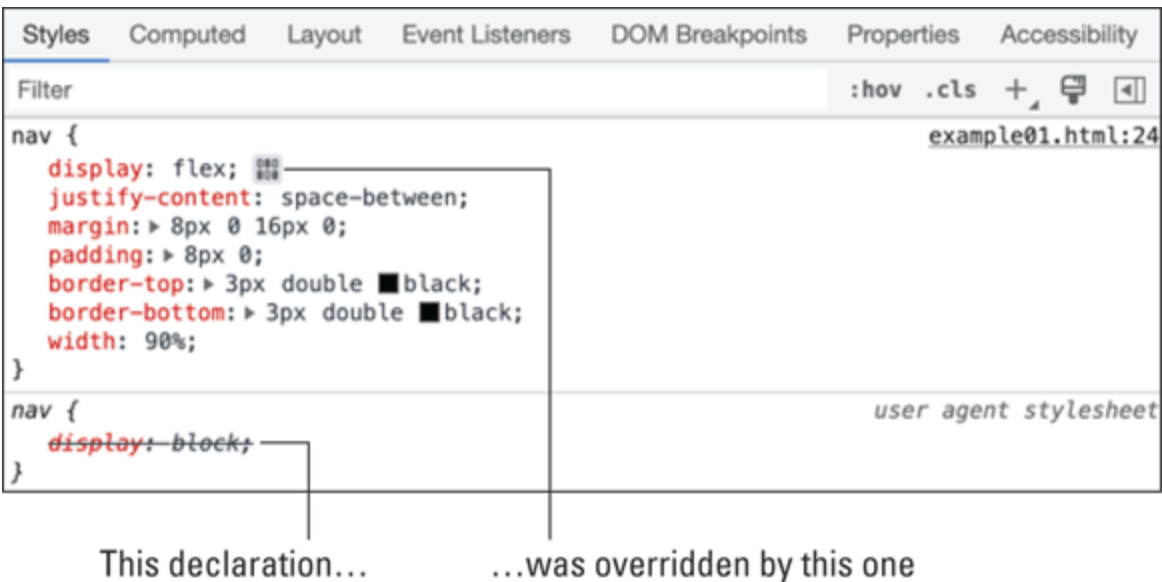 Styles Computed Layout Event Listeners DOM Breakpoints Properties Accessibility
Filter :hov .cls +
nav { example01.html:24
display: flex;
justify-content: space-between;
margin: 8px 0 16px 0;
padding: 8px 0;
border-top: 3px double black;
border-bottom: 3px double black;
width: 90%;
}
nav { user agent stylesheet
display: block;
}
This declaration… …was overridden by this one